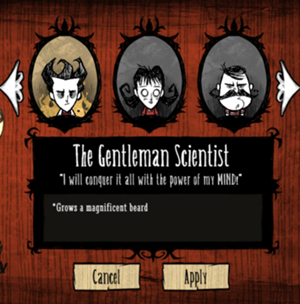 The Gentleman Scientist
"I will conquer it all with the power of my MIND!"
*Grows a magnificent beard
Cancel
Apply